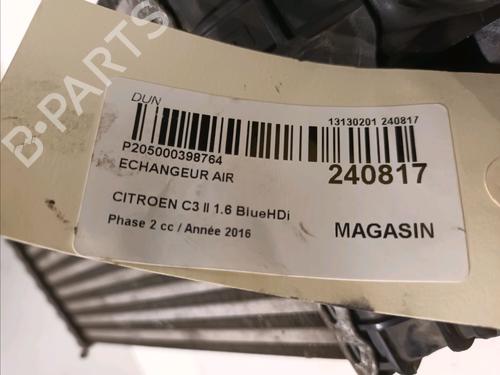 B-PARTS
DUN
13130201 240817
P205000398764
ECHANGEUR AIR
240817
CITROEN C3 II 1.6 BlueHDi
Phase 2 cc / Année 2016
MAGASIN